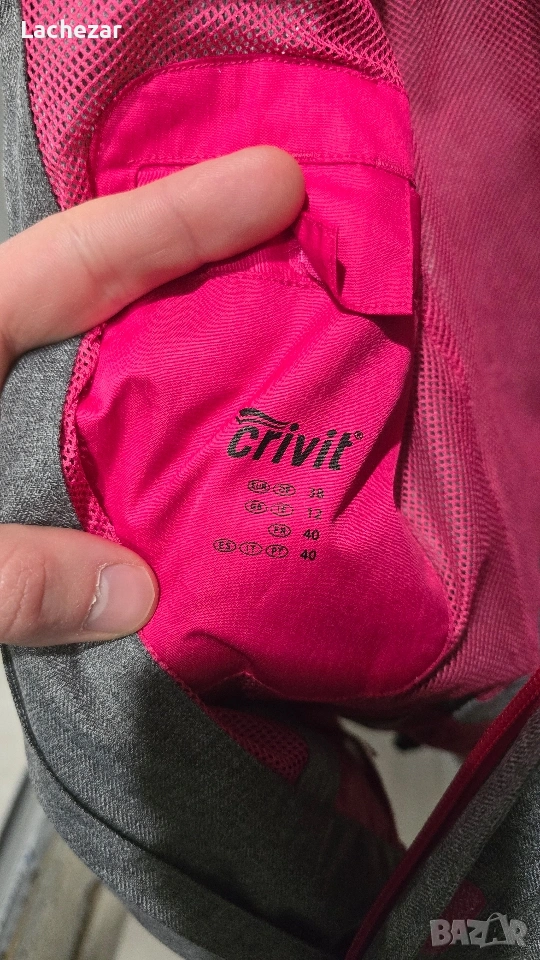 Lachezar
crivit®
EUR DE 38
GB IE 12
FR 40
ES IT PT 40
BAZAR